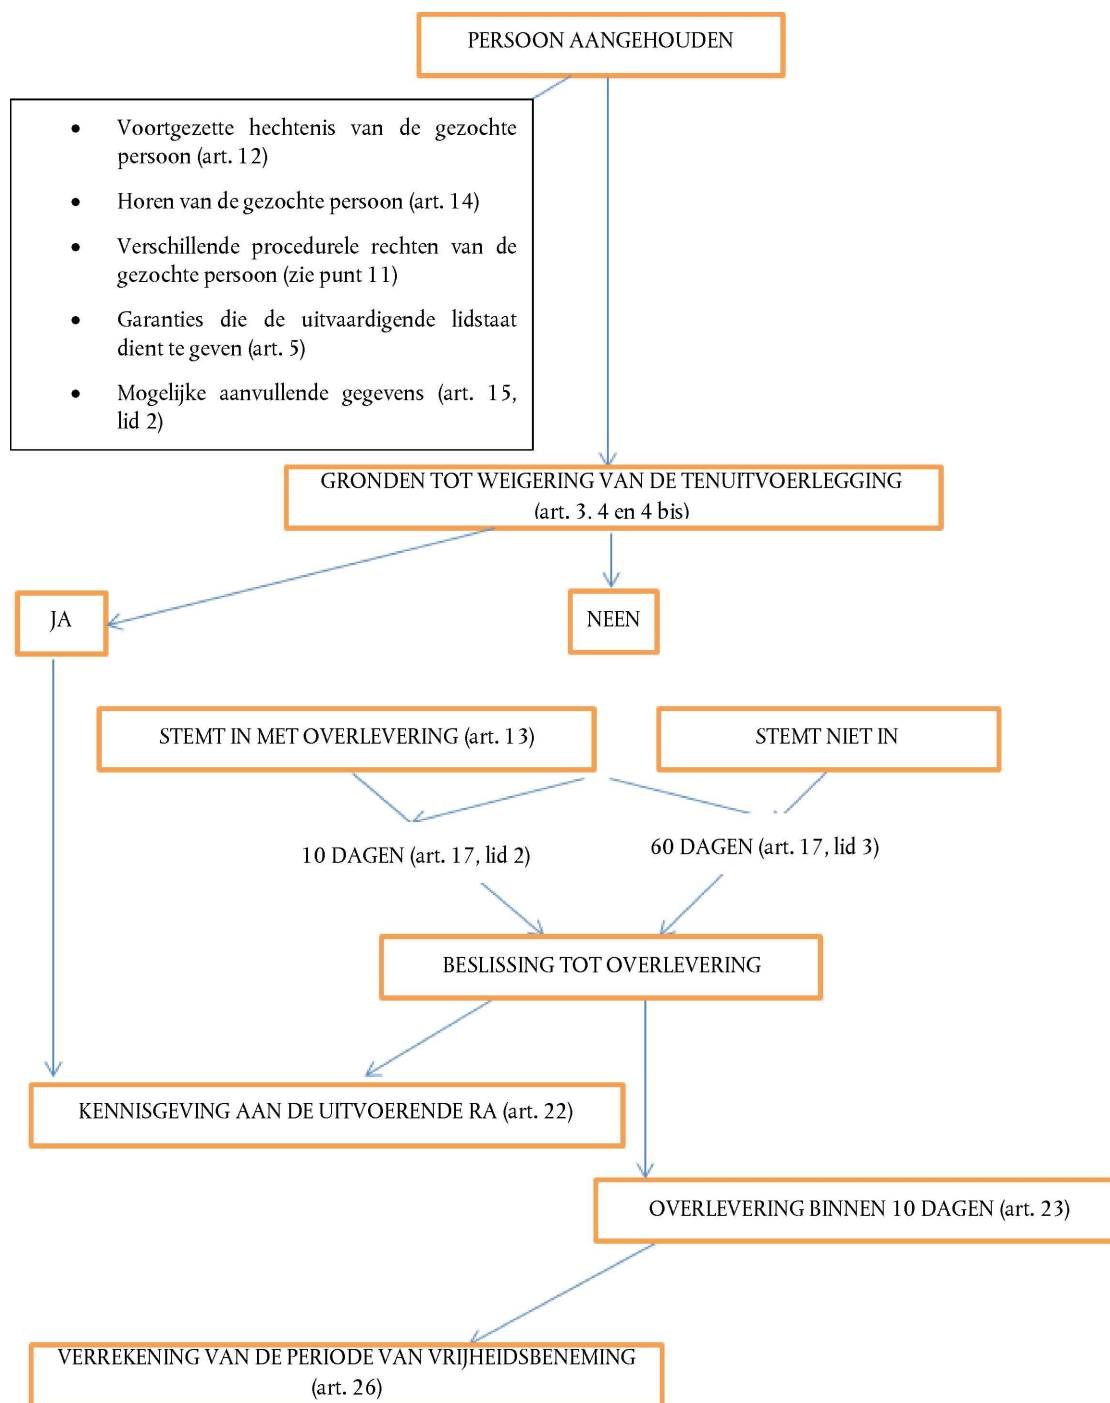 PERSOON AANGEHOUDEN
• Voortgezette hechtenis van de gezochte
persoon (art. 12)
• Horen van de gezochte persoon (art. 14)
• Verschillende procedurele rechten van de
gezochte persoon (zie punt 11)
• Garanties die de uitvaardigende lidstaat
dient te geven (art. 5)
• Mogelijke aanvullende gegevens (art. 15,
lid 2)
GRONDEN TOT WEIGERING VAN DE TENUITVOERLEGGING
(art. 3. 4 en 4 bis)
JA
NEEN
STEMT IN MET OVERLEVERING (art. 13)
STEMT NIET IN
10 DAGEN (art. 17, lid 2)
60 DAGEN (art. 17, lid 3)
BESLISSING TOT OVERLEVERING
KENNISGEVING AAN DE UITVOERENDE RA (art. 22)
OVERLEVERING BINNEN 10 DAGEN (art. 23)
VERREKENING VAN DE PERIODE VAN VRIJHEIDSBENEMING
(art. 26)